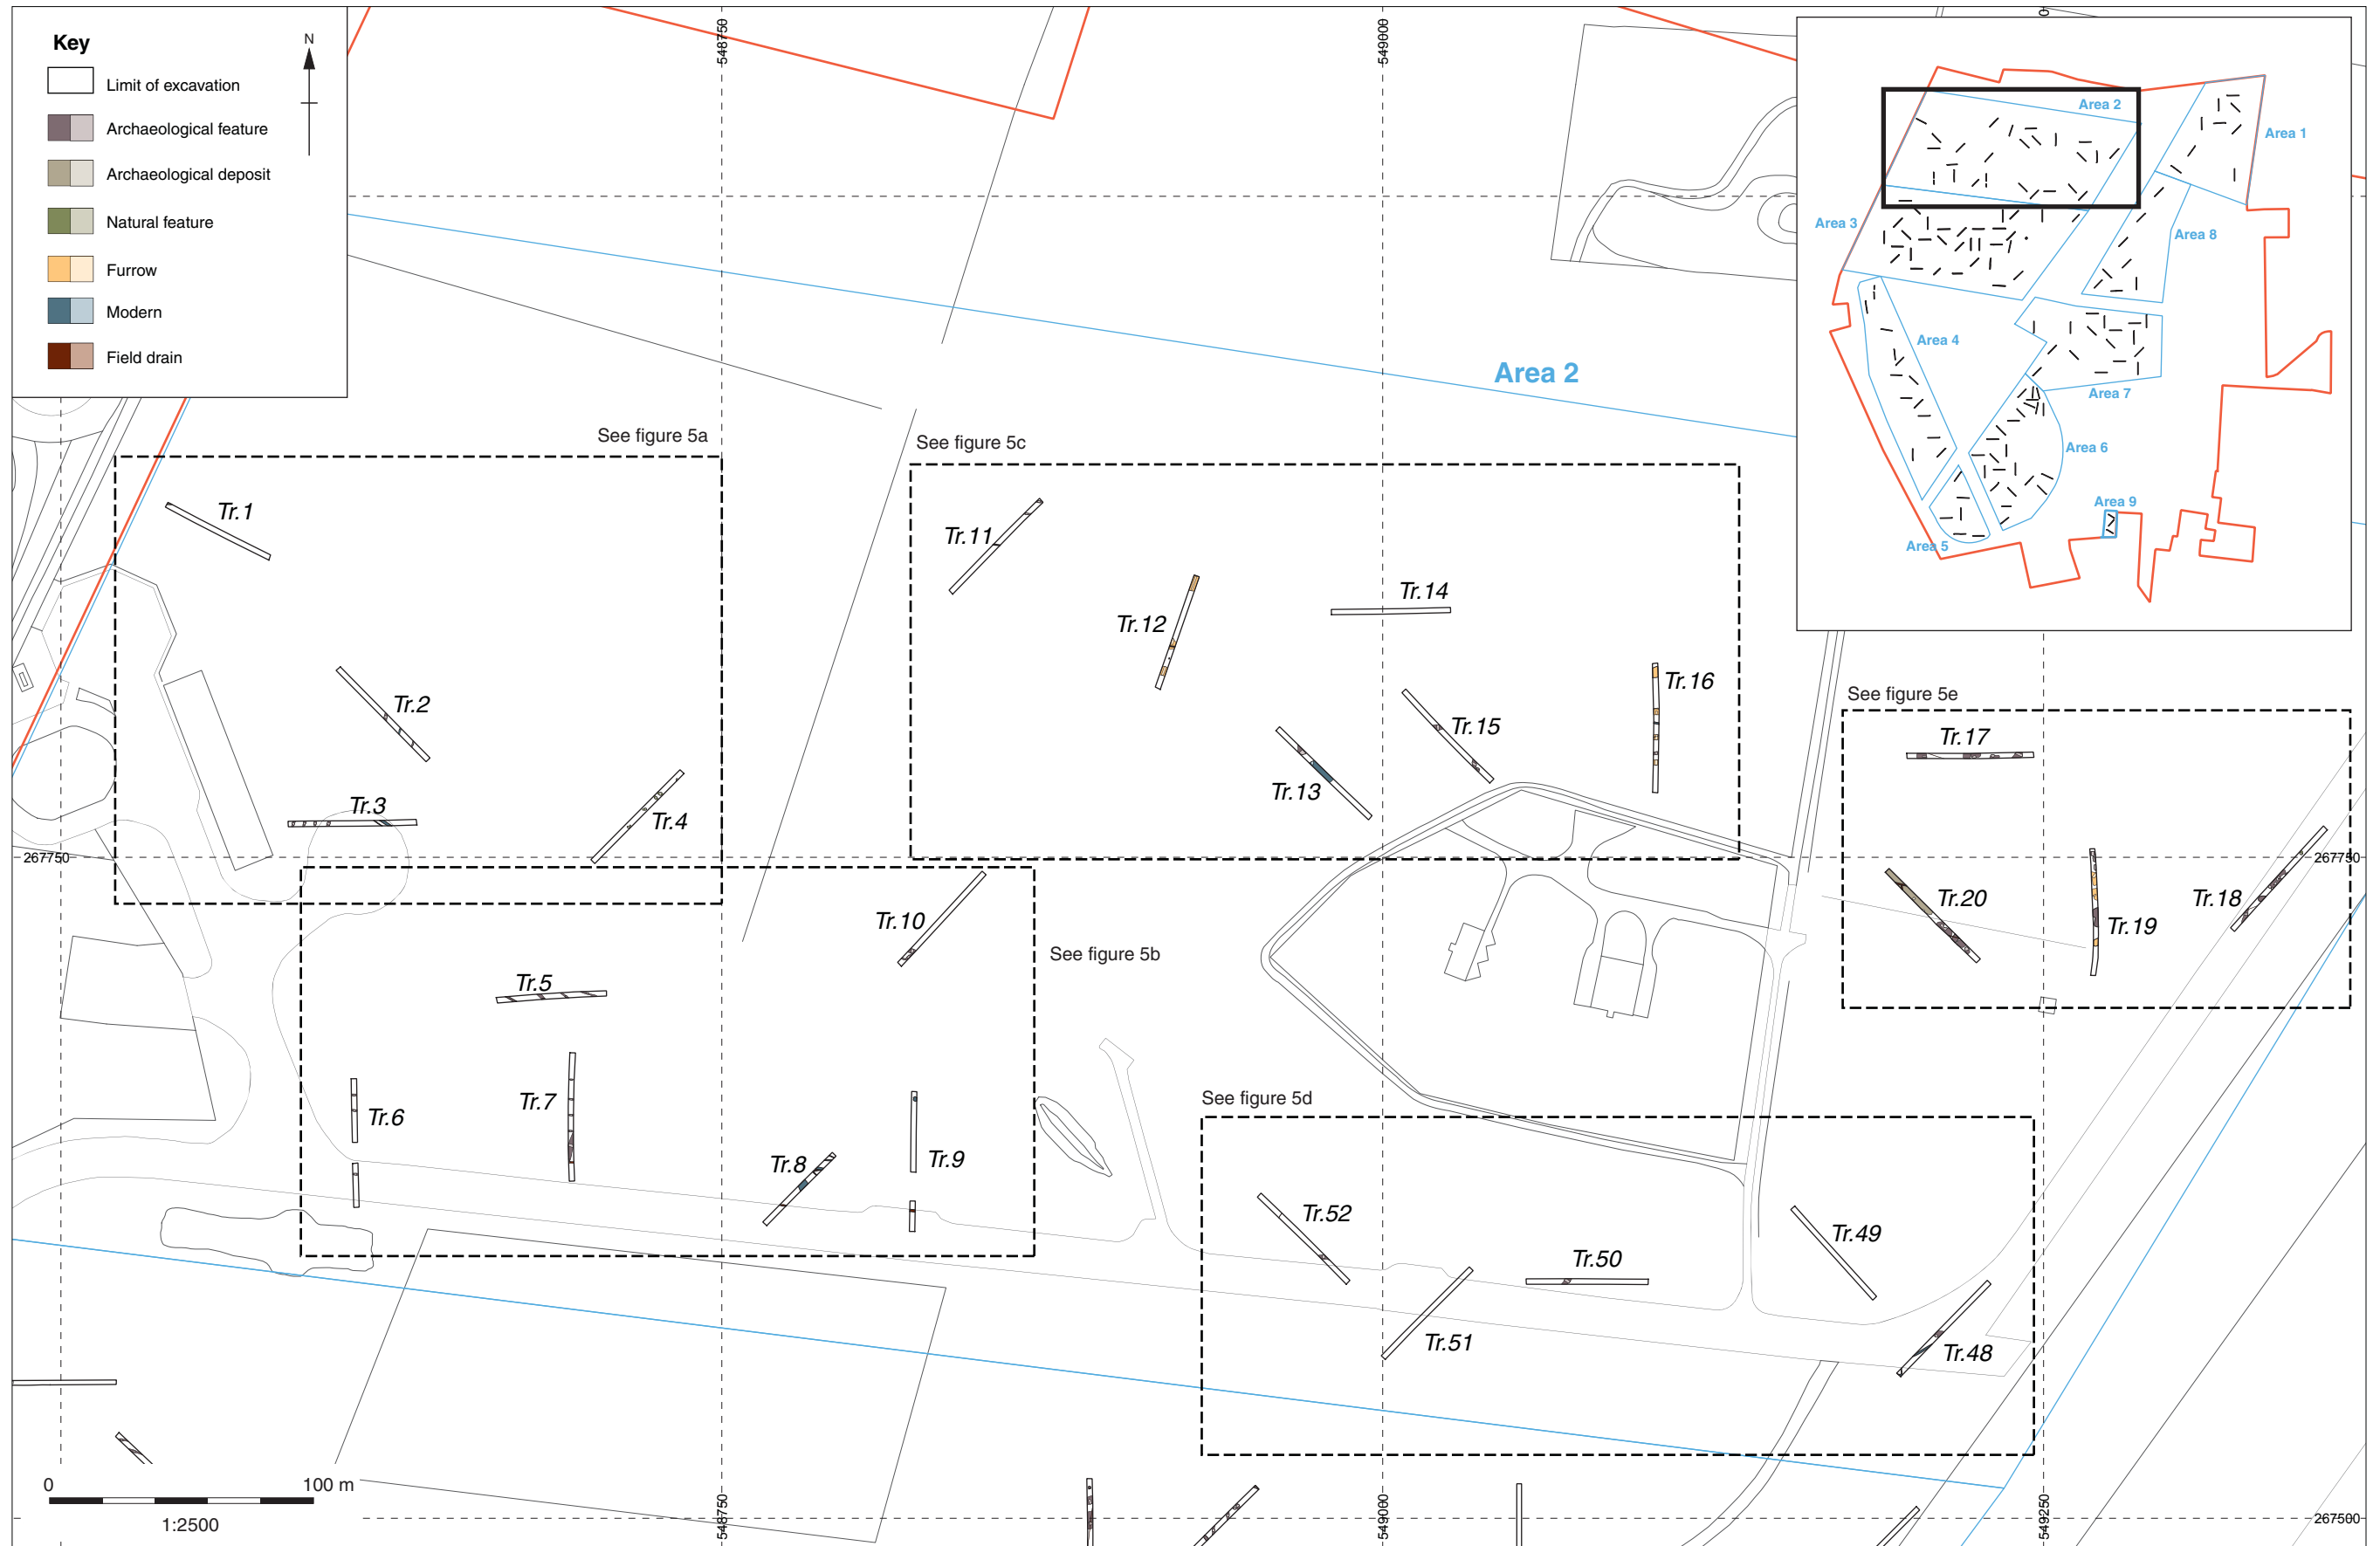 Key
N
Limit of excavation
Archaeological feature
Archaeological deposit
Natural feature
Furrow
Modern
Field drain
548750
549000
0
Area 2
Area 1
Area 3
Area 8
Area 4
Area 7
Area 6
Area 9
Area 5
Area 2
See figure 5a
See figure 5c
Tr.1
Tr.11
Tr.14
Tr.12
Tr.16
See figure 5e
Tr.2
Tr.15
Tr.17
Tr.13
Tr.3
Tr.4
267750
267750
Tr.20
Tr.18
Tr.10
Tr.19
See figure 5b
Tr.5
See figure 5d
Tr.7
Tr.6
Tr.9
Tr.8
Tr.52
Tr.49
Tr.50
Tr.51
Tr.48
0
100 m
1:2500
548750
549000
549250
267500